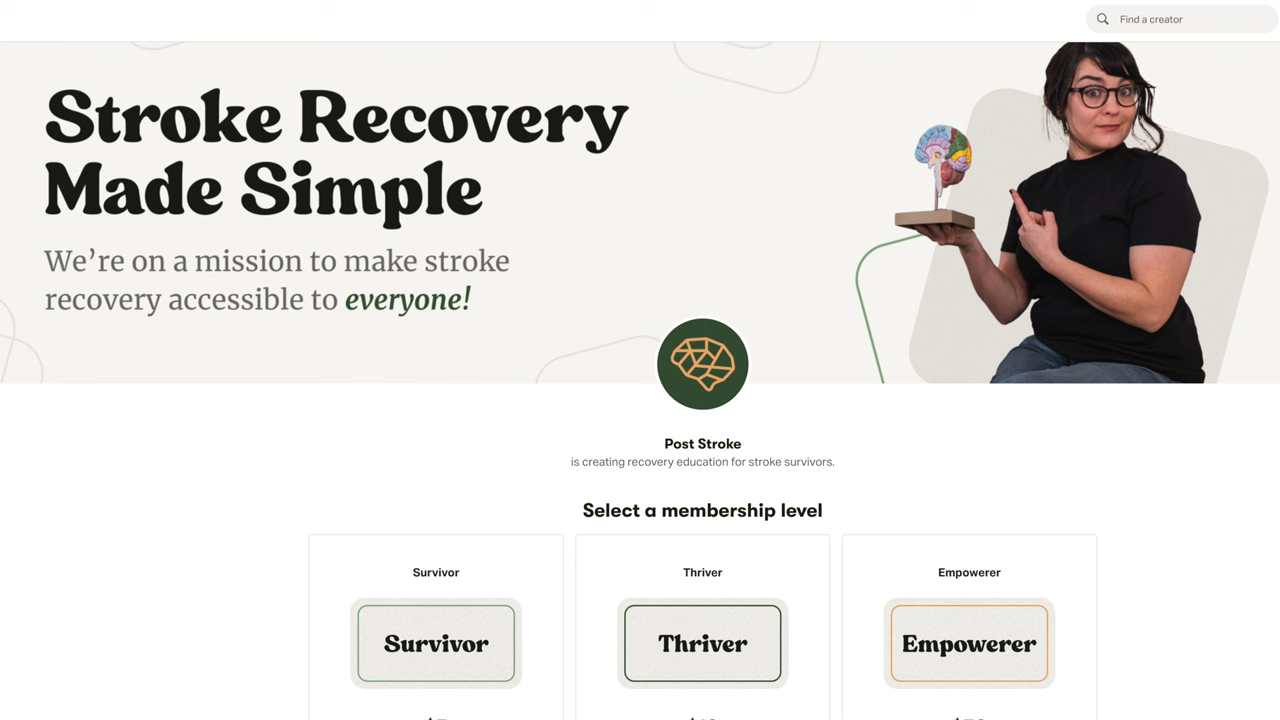 Find a creator
Stroke Recovery
Made Simple
We're on a mission to make stroke
recovery accessible to everyone!
Post Stroke
is creating recovery education for stroke survivors.
Select a membership level
Survivor
Thriver
Empowerer
Survivor
Thriver
Empowerer